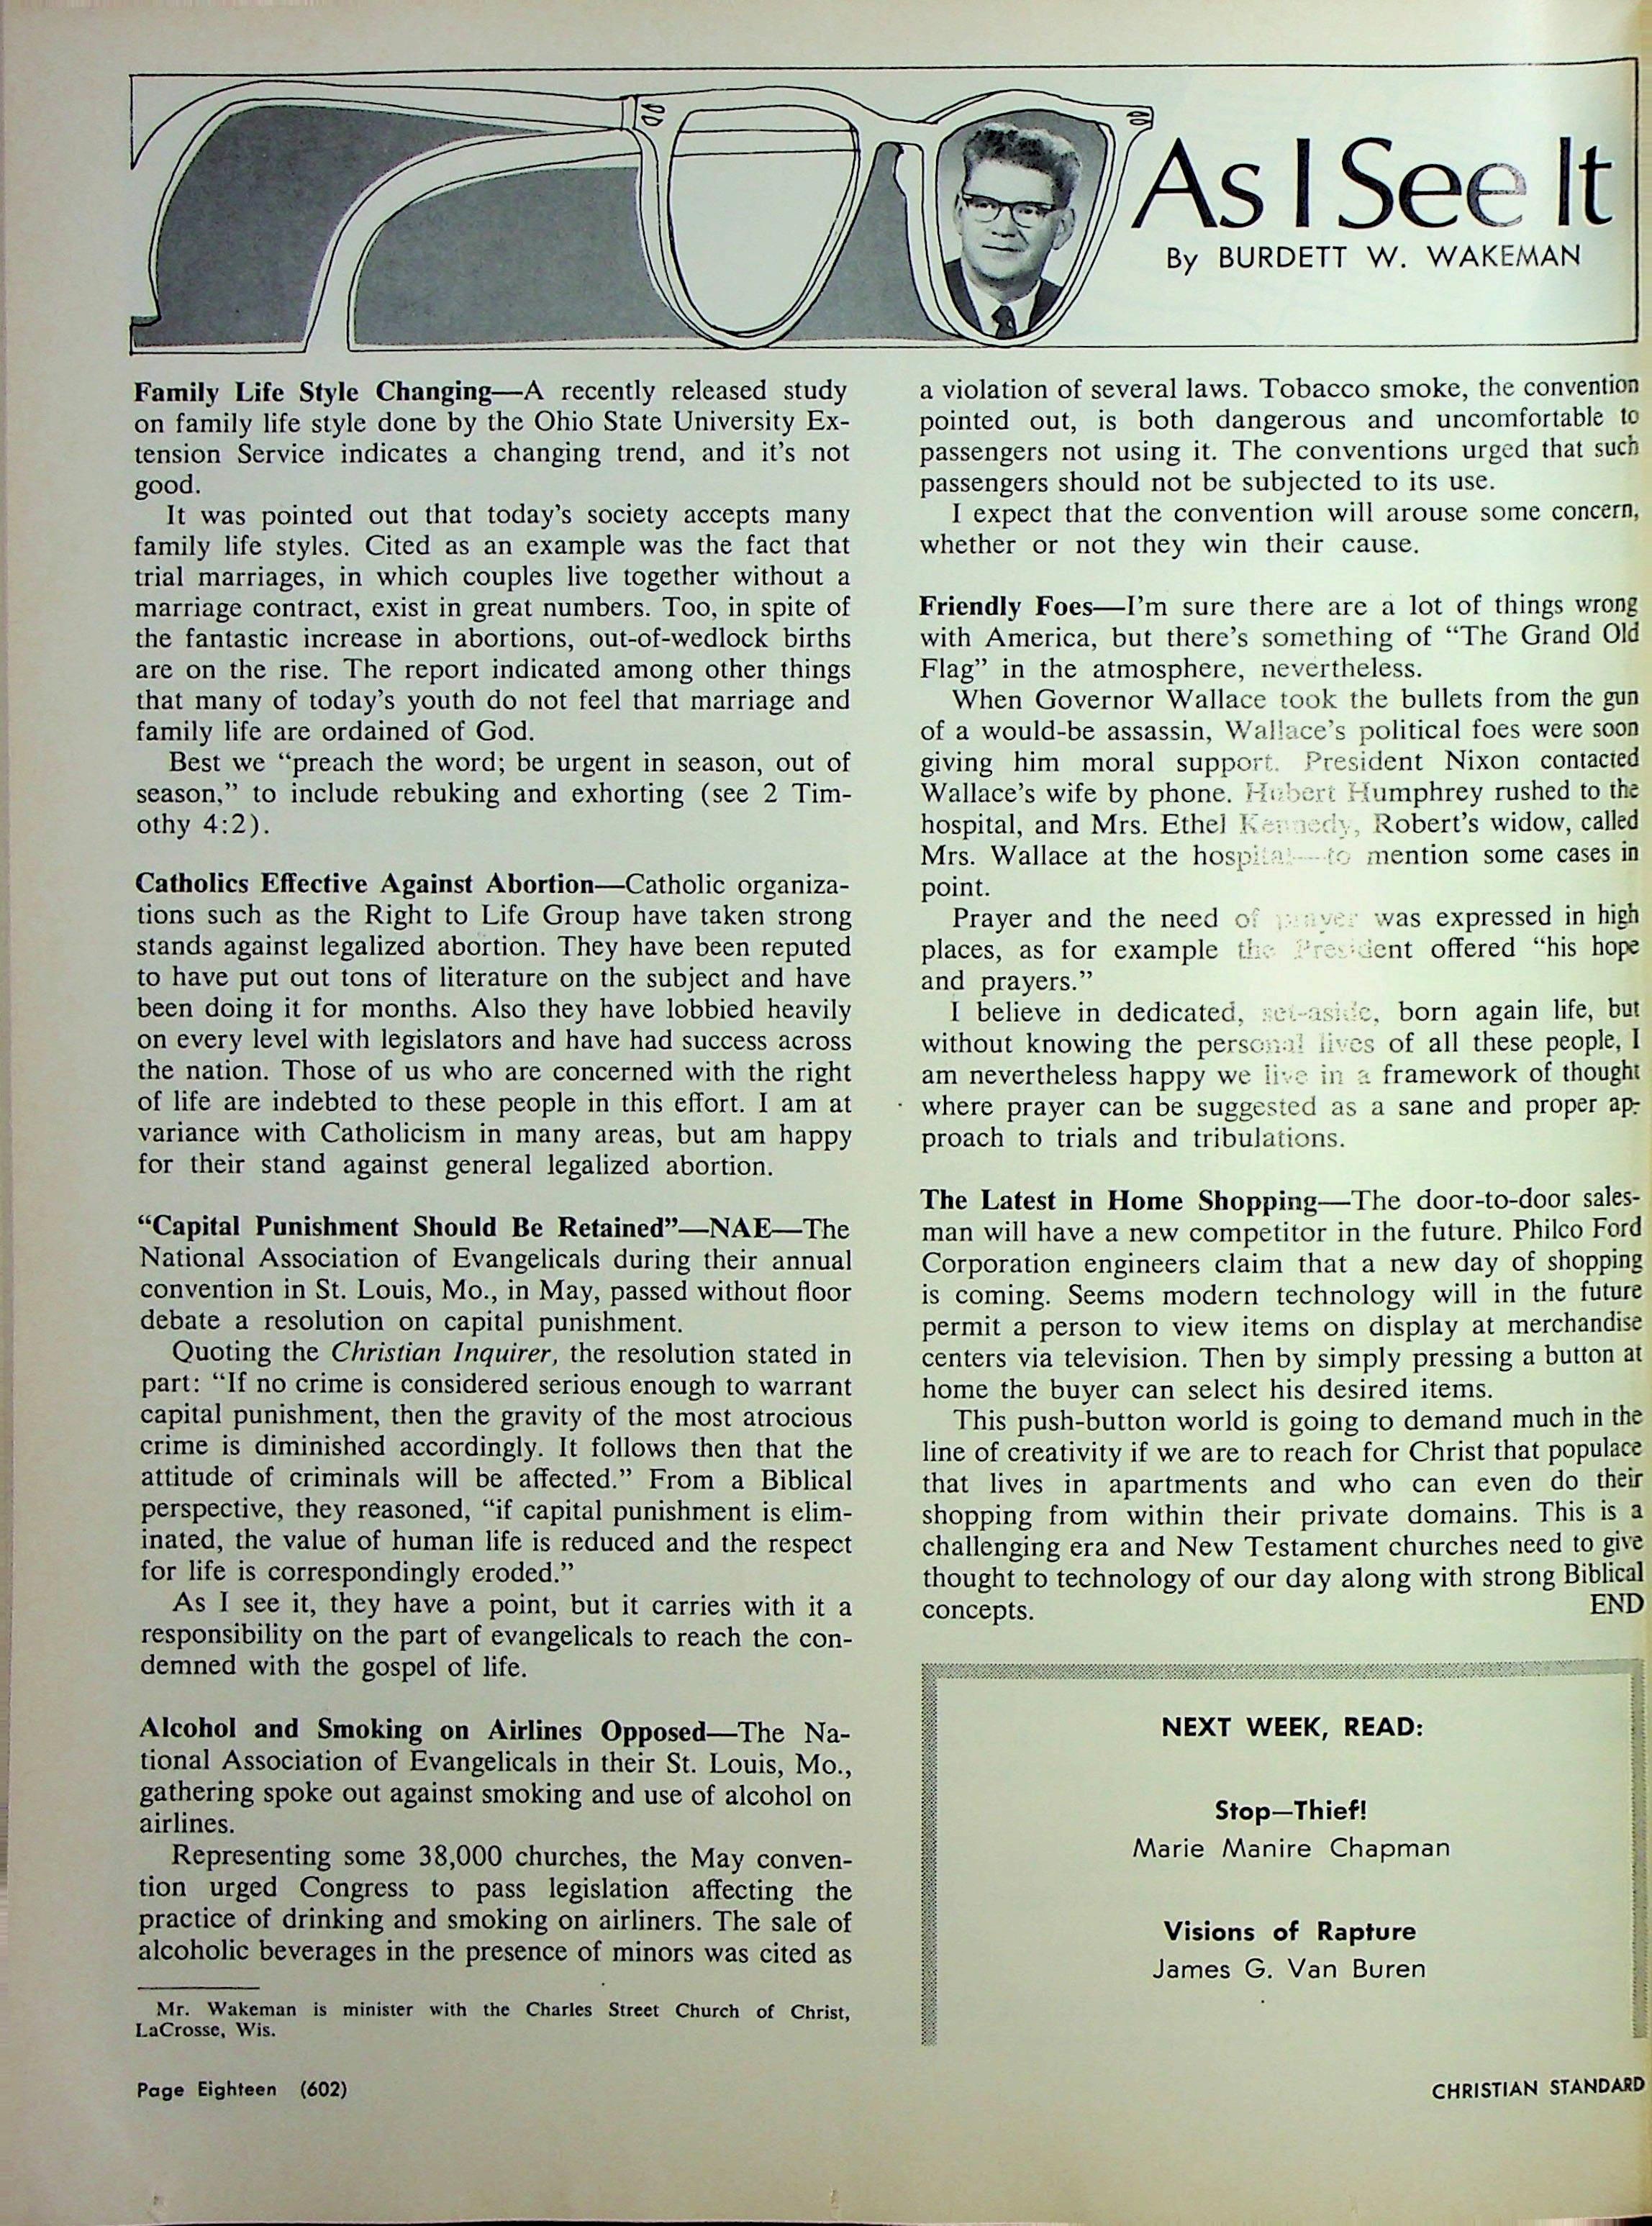 As I See It
By BURDETT W. WAKEMAN
Family Life Style Changing—A recently released study
on family life style done by the Ohio State University Ex-
tension Service indicates a changing trend, and it's not
good.
It was pointed out that today's society accepts many
family life styles. Cited as an example was the fact that
trial marriages, in which couples live together without a
marriage contract, exist in great numbers. Too, in spite of
the fantastic increase in abortions, out-of-wedlock births
are on the rise. The report indicated among other things
that many of today's youth do not feel that marriage and
family life are ordained of God.
Best we “preach the word; be urgent in season, out of
season,” to include rebuking and exhorting (see 2 Tim-
othy 4:2).
Catholics Effective Against Abortion—Catholic organiza-
tions such as the Right to Life Group have taken strong
stands against legalized abortion. They have been reputed
to have put out tons of literature on the subject and have
been doing it for months. Also they have lobbied heavily
on every level with legislators and have had success across
the nation. Those of us who are concerned with the right
of life are indebted to these people in this effort. I am at
variance with Catholicism in many areas, but am happy
for their stand against general legalized abortion.
“Capital Punishment Should Be Retained”—NAE—The
National Association of Evangelicals during their annual
convention in St. Louis, Mo., in May, passed without floor
debate a resolution on capital punishment.
Quoting the Christian Inquirer, the resolution stated in
part: “If no crime is considered serious enough to warrant
capital punishment, then the gravity of the most atrocious
crime is diminished accordingly. It follows then that the
attitude of criminals will be affected.” From a Biblical
perspective, they reasoned, “if capital punishment is elim-
inated, the value of human life is reduced and the respect
for life is correspondingly eroded.”
As I see it, they have a point, but it carries with it a
responsibility on the part of evangelicals to reach the con-
demned with the gospel of life.
Alcohol and Smoking on Airlines Opposed—The Na-
tional Association of Evangelicals in their St. Louis, Mo.,
gathering spoke out against smoking and use of alcohol on
airlines.
Representing some 38,000 churches, the May conven-
tion urged Congress to pass legislation affecting the
practice of drinking and smoking on airliners. The sale of
alcoholic beverages in the presence of minors was cited as
Mr. Wakeman is minister with the Charles Street Church of Christ,
LaCrosse, Wis.
a violation of several laws. Tobacco smoke, the convention
pointed out, is both dangerous and uncomfortable to
passengers not using it. The conventions urged that such
passengers should not be subjected to its use.
I expect that the convention will arouse some concern,
whether or not they win their cause.
Friendly Foes—I'm sure there are a lot of things wrong
with America, but there's something of “The Grand Old
Flag” in the atmosphere, nevertheless.
When Governor Wallace took the bullets from the gun
of a would-be assassin, Wallace's political foes were soon
giving him moral support. President Nixon contacted
Wallace's wife by phone. Hubert Humphrey rushed to the
hospital, and Mrs. Ethel Kennedy, Robert's widow, called
Mrs. Wallace at the hospital—to mention some cases in
point.
Prayer and the need of prayer was expressed in high
places, as for example the President offered “his hope
and prayers.”
I believe in dedicated, set-aside, born again life, but
without knowing the personal lives of all these people, I
am nevertheless happy we live in a framework of thought
where prayer can be suggested as a sane and proper ap-
proach to trials and tribulations.
The Latest in Home Shopping—The door-to-door sales-
man will have a new competitor in the future. Philco Ford
Corporation engineers claim that a new day of shopping
is coming. Seems modern technology will in the future
permit a person to view items on display at merchandise
centers via television. Then by simply pressing a button at
home the buyer can select his desired items.
This push-button world is going to demand much in the
line of creativity if we are to reach for Christ that populace
that lives in apartments and who can even do their
shopping from within their private domains. This is a
challenging era and New Testament churches need to give
thought to technology of our day along with strong Biblical
concepts. END
NEXT WEEK, READ:
Stop—Thief!
Marie Manire Chapman
Visions of Rapture
James G. Van Buren
Page Eighteen (602)
CHRISTIAN STANDARD